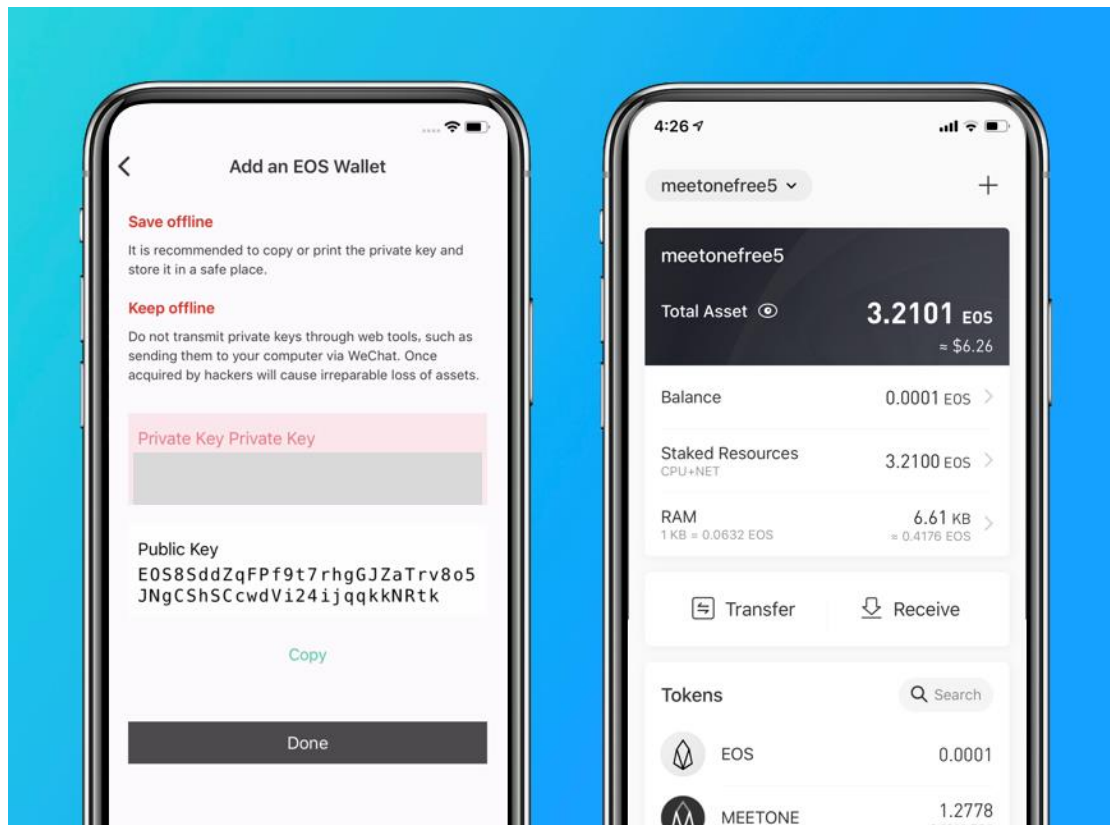 Add an EOS Wallet
Save offline
It is recommended to copy or print the private key and
store it in a safe place.
Keep offline
Do not transmit private keys through web tools, such as
sending them to your computer via WeChat. Once
acquired by hackers will cause irreparable loss of assets.
Private Key Private Key
Public Key
EOS8SddZqFPf9t7rhgGJZaTrv8o5
JNgCShSCcwdVi24ijqqkkNRtk
Copy
Done
4:26
meetonefree5
meetonefree5
Total Asset 3.2101 EOS
≈ $6.26
Balance 0.0001 EOS
Staked Resources 3.2100 EOS
CPU+NET
RAM 6.61 KB
1 KB = 0.0632 EOS ≈ 0.4176 EOS
Transfer Receive
Tokens Search
EOS 0.0001
MEETONE 1.2778